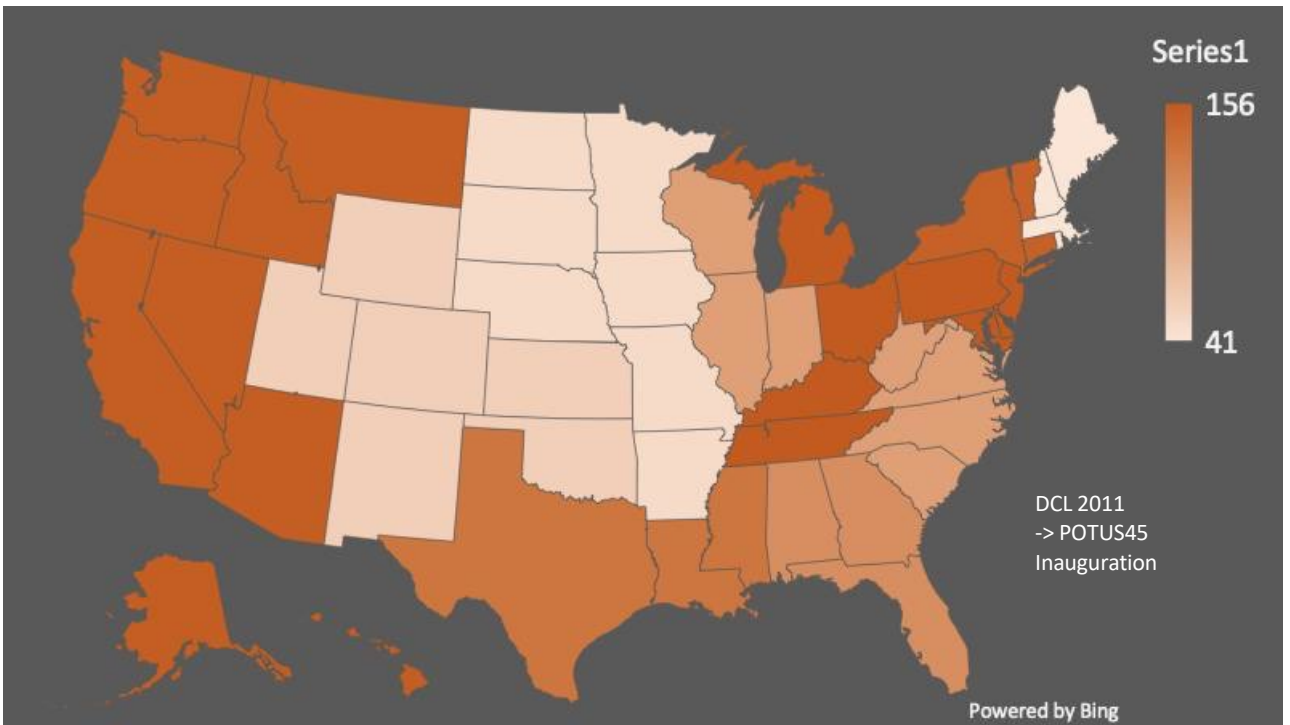 Series1
156
41
DCL 2011
-> POTUS45
Inauguration
Powered by Bing